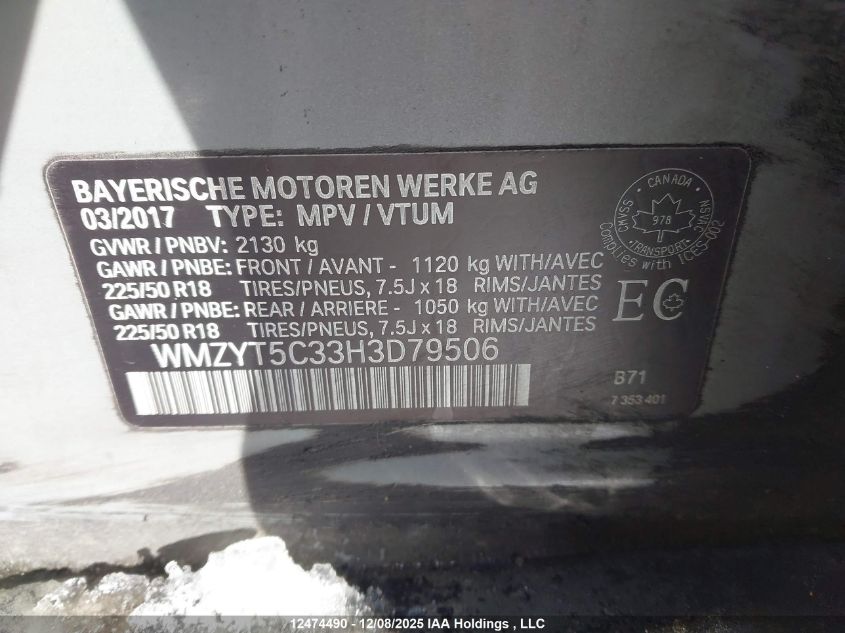 BAYERISCHE MOTOREN WERKE AG
03/2017 TYPE: MPV / VTUM
GVWR / PNBV: 2130 kg
GAWR / PNBE: FRONT / AVANT - 1120 kg WITH/AVEC
225/50 R18 TIRES/PNEUS, 7.5J x 18 RIMS/JANTES
GAWR / PNBE: REAR / ARRIERE - 1050 kg WITH/AVEC
225/50 R18 TIRES/PNEUS, 7.5J x 18 RIMS/JANTES
WMZYT5C33H3D79506
CANADA
CMVSS
978
NSVAC
TRANSPORTS
Complies with ICES-002
EC
B71
7 353 401
12474490 - 12/08/2025 IAA Holdings , LLC